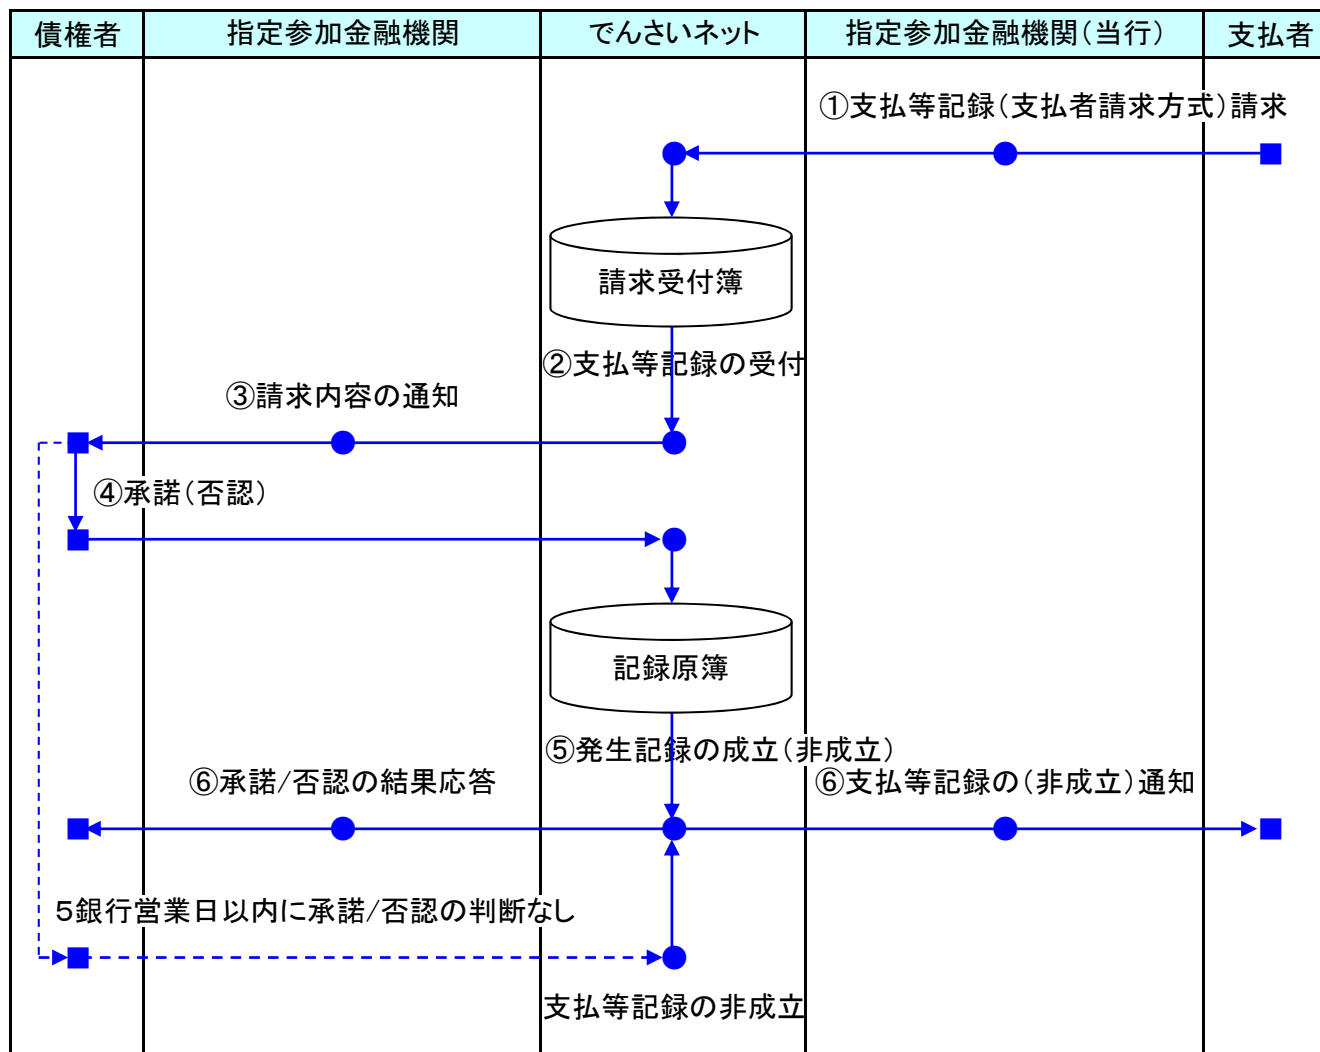 債権者
指定参加金融機関
でんさいネット
指定参加金融機関（当行）
支払者
①支払等記録（支払者請求方式）請求
請求受付簿
②支払等記録の受付
③請求内容の通知
④承諾（否認）
記録原簿
⑤発生記録の成立（非成立）
⑥承諾/否認の結果応答
⑥支払等記録の（非成立）通知
５銀行営業日以内に承諾/否認の判断なし
支払等記録の非成立